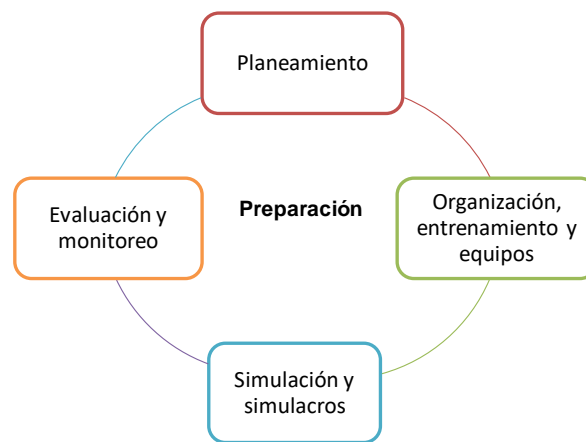 Planeamiento
Organización,
entrenamiento y
equipos
Preparación
Evaluación y
monitoreo
Simulación y
simulacros